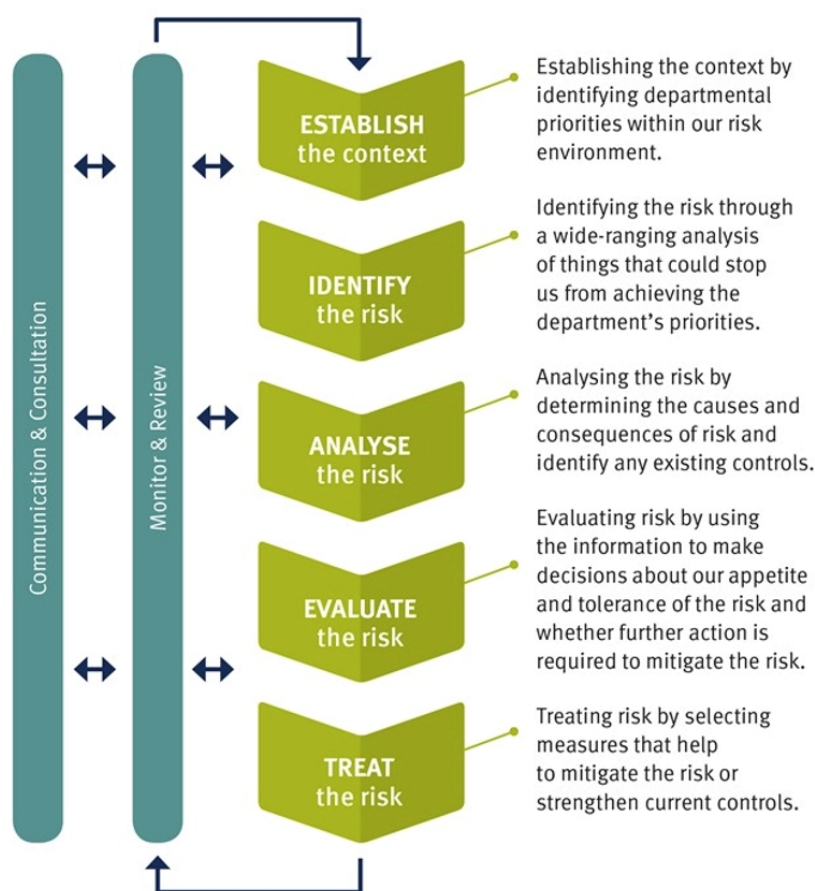 Communication & Consultation
Monitor & Review
ESTABLISH
the context
Establishing the context by
identifying departmental
priorities within our risk
environment.
IDENTIFY
the risk
Identifying the risk through
a wide-ranging analysis
of things that could stop
us from achieving the
department’s priorities.
ANALYSE
the risk
Analysing the risk by
determining the causes and
consequences of risk and
identify any existing controls.
EVALUATE
the risk
Evaluating risk by using
the information to make
decisions about our appetite
and tolerance of the risk and
whether further action is
required to mitigate the risk.
TREAT
the risk
Treating risk by selecting
measures that help
to mitigate the risk or
strengthen current controls.